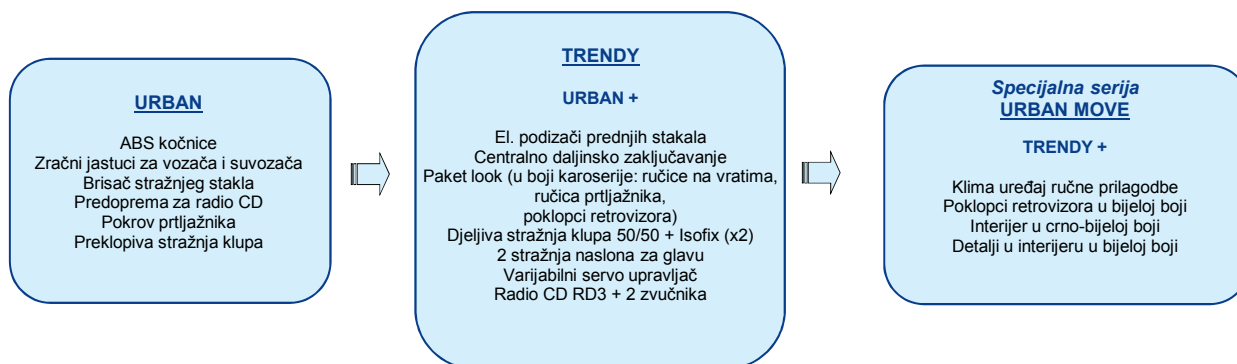 URBAN
ABS kočnice
Zračni jastuci za vozača i suvozača
Brisač stražnjeg stakla
Predoprema za radio CD
Pokrov prtljažnika
Preklopiva stražnja klupa
TRENDY
URBAN +
El. podizači prednjih stakala
Centralno daljinsko zaključavanje
Paket look (u boji karoserije: ručice na vratima,
ručica prtljažnika,
poklopci retrovizora)
Djeljiva stražnja klupa 50/50 + Isofix (x2)
2 stražnja naslona za glavu
Varijabilni servo upravljač
Radio CD RD3 + 2 zvučnika
Specijalna serija
URBAN MOVE
TRENDY +
Klima uređaj ručne prilagodbe
Poklopci retrovizora u bijeloj boji
Interijer u crno-bijeloj boji
Detalji u interijeru u bijeloj boji